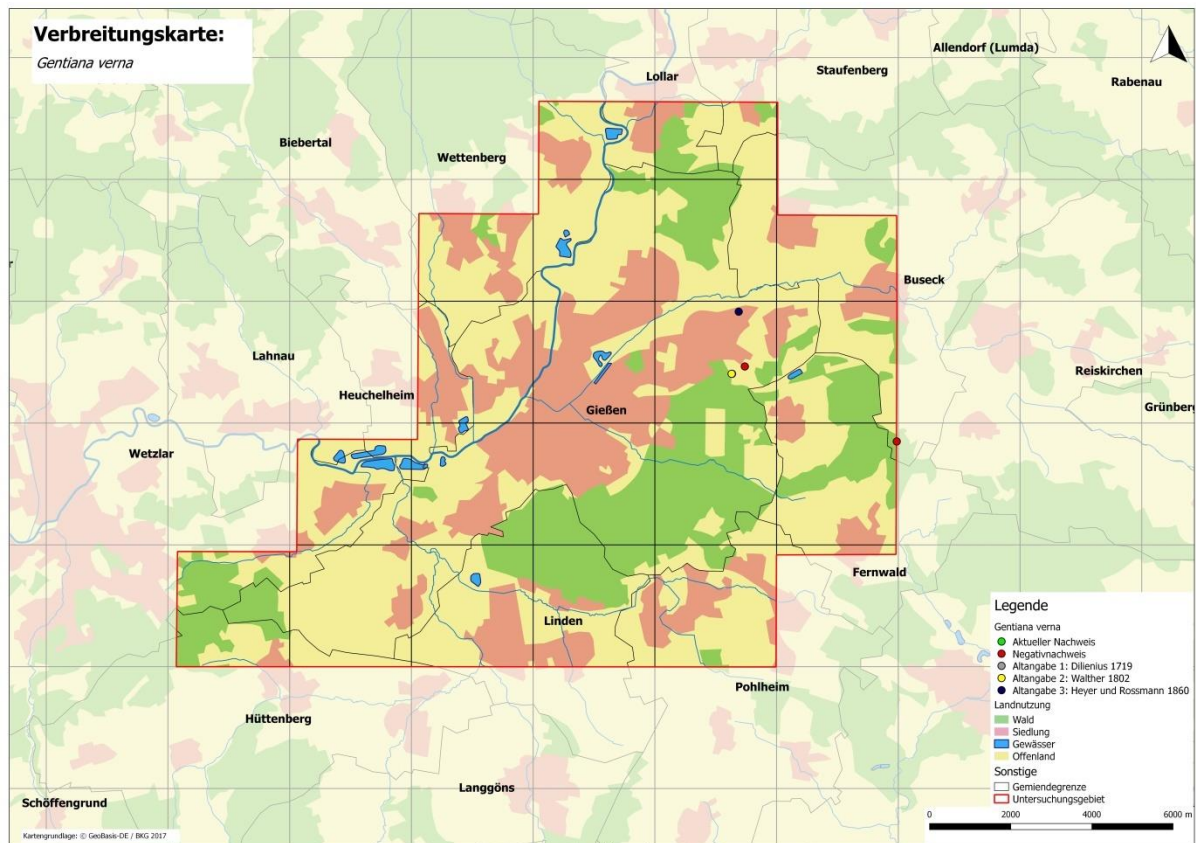 Verbreitungskarte:
Gentiana verna
Allendorf (Lumda)
Lollar
Staufenberg
Rabenau
Biebertal
Wettenberg
Buseck
Lahnau
Reiskirchen
Heuchelheim
Gießen
Grünberg
Wetzlar
Fernwald
Linden
Pohlheim
Hüttenberg
Langgöns
Schöffengrund
Legende
Gentiana verna
Aktueller Nachweis
Negativnachweis
Altangabe 1: Dilienius 1719
Altangabe 2: Walther 1802
Altangabe 3: Heyer und Rossmann 1860
Landnutzung
Wald
Siedlung
Gewässer
Offenland
Sonstige
Gemiendegrenze
Untersuchungsgebiet
0 2000 4000 6000 m
Kartengrundlage: © GeoBasis-DE / BKG 2017